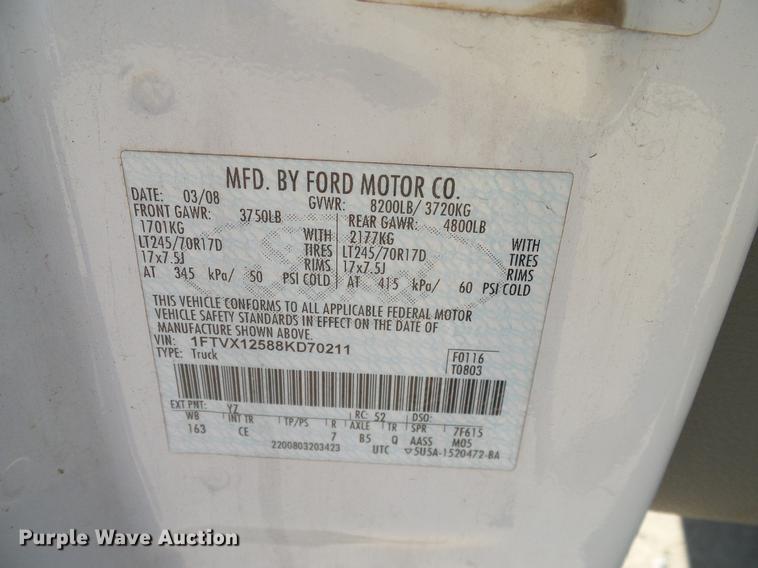 MFD. BY FORD MOTOR CO.
DATE: 03/08 GVWR: 8200LB/ 3720KG
FRONT GAWR: 3750LB REAR GAWR: 4800LB
1701KG WITH 2177KG WITH
LT245/70R17D TIRES LT245/70R17D TIRES
17x7.5J RIMS 17x7.5J RIMS
AT 345 kPa/ 50 PSI COLD AT 415 kPa/ 60 PSI COLD
THIS VEHICLE CONFORMS TO ALL APPLICABLE FEDERAL MOTOR
VEHICLE SAFETY STANDARDS IN EFFECT ON THE DATE OF
MANUFACTURE SHOWN ABOVE.
VIN: 1FTVX12588KD70211 F0116
TYPE: Truck T0803
EXT PNT: YZ RC: 52 DSO:
WB INT TR TP/PS R AXLE TR SPR 7F615
163 CE 7 B5 Q AASS M05
2200803203423 UTC ▽5U5A-1520472-BA
Purple Wave Auction